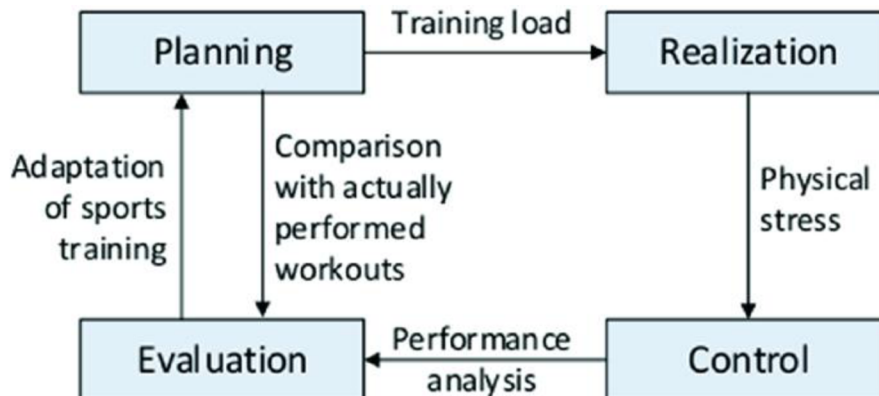 Planning
Training load
Realization
Adaptation
of sports
training
Comparison
with actually
performed
workouts
Physical
stress
Evaluation
Performance
analysis
Control